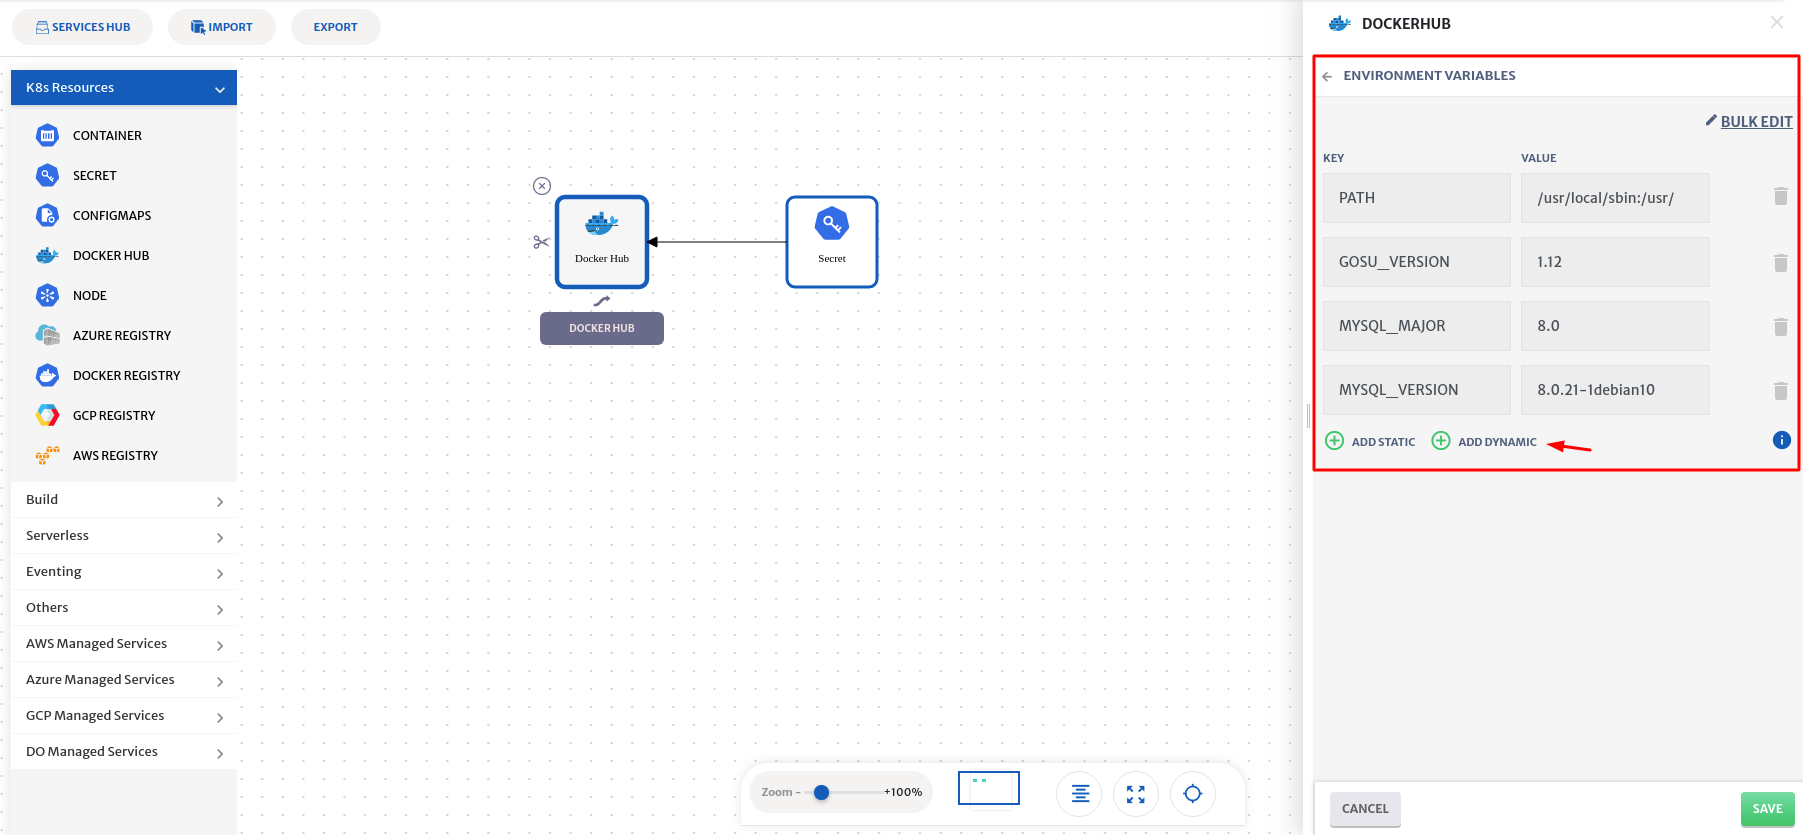 SERVICES HUB
IMPORT
EXPORT
K8s Resources
CONTAINER
SECRET
CONFIGMAPS
DOCKER HUB
NODE
AZURE REGISTRY
DOCKER REGISTRY
GCP REGISTRY
AWS REGISTRY
Build
Serverless
Eventing
Others
AWS Managed Services
Azure Managed Services
GCP Managed Services
DO Managed Services
Docker Hub
DOCKER HUB
Secret
Zoom - +100%
DOCKERHUB
ENVIRONMENT VARIABLES
BULK EDIT
KEY VALUE
PATH /usr/local/sbin:/usr/
GOSU_VERSION 1.12
MYSQL_MAJOR 8.0
MYSQL_VERSION 8.0.21-1debian10
ADD STATIC ADD DYNAMIC
CANCEL SAVE